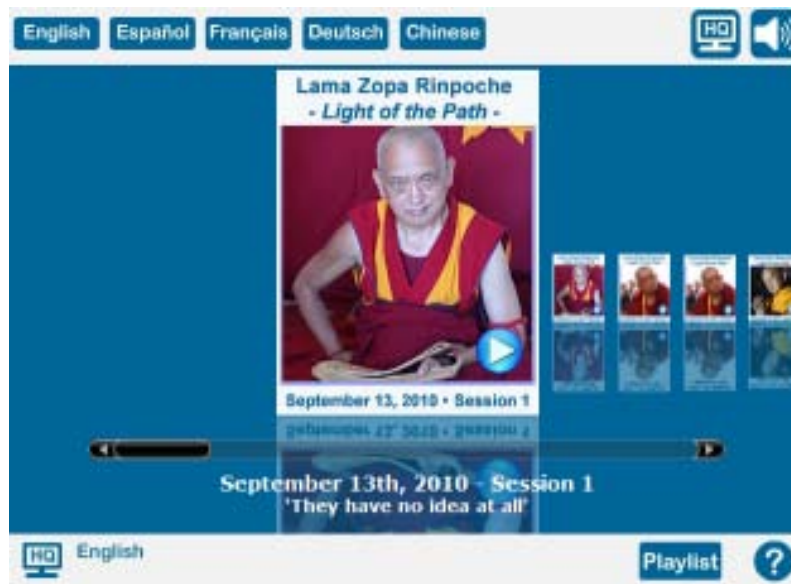 English Español Français Deutsch Chinese HQ
Lama Zopa Rinpoche
- Light of the Path -
September 13, 2010 • Session 1
September 13th, 2010 - Session 1
'They have no idea at all'
HQ English Playlist ?